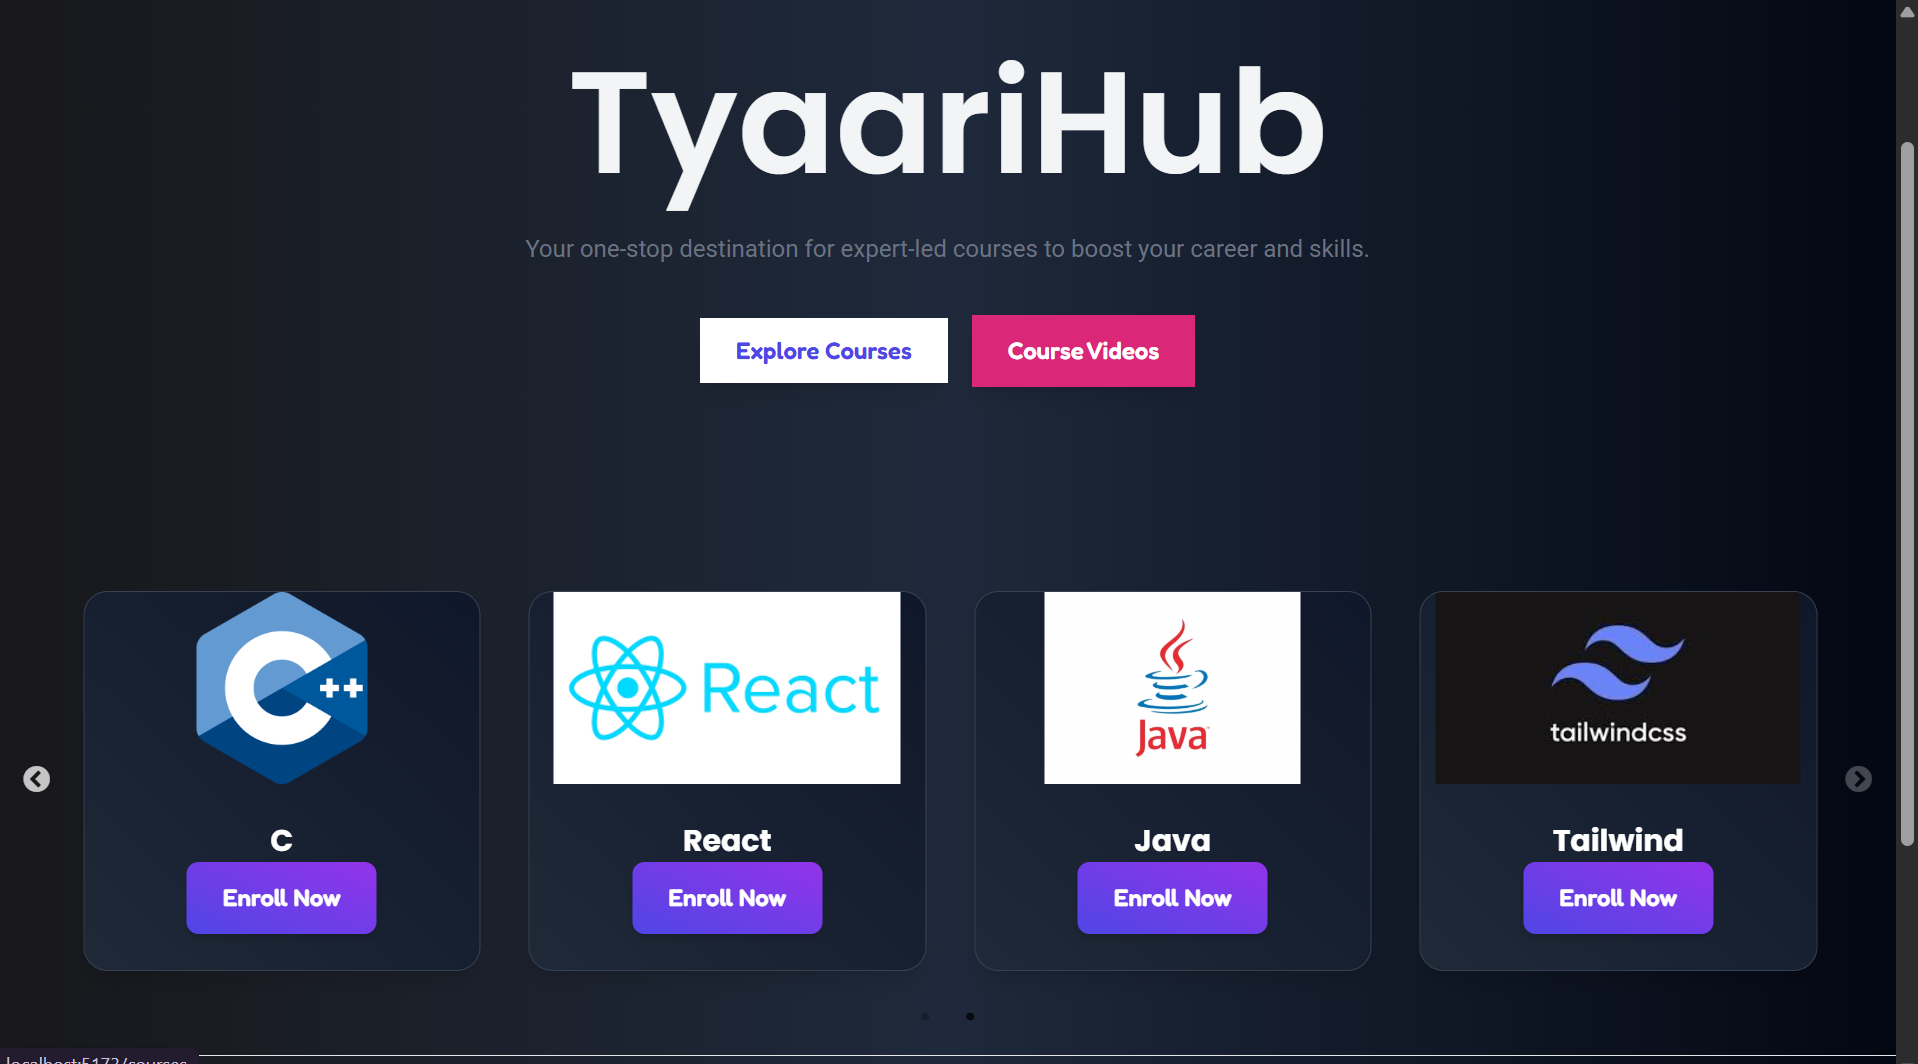 TyaariHub
Your one-stop destination for expert-led courses to boost your career and skills.
Explore Courses
Course Videos
C ++
React
Java
tailwindcss
C
React
Java
Tailwind
Enroll Now
Enroll Now
Enroll Now
Enroll Now
localhost:5173/courses